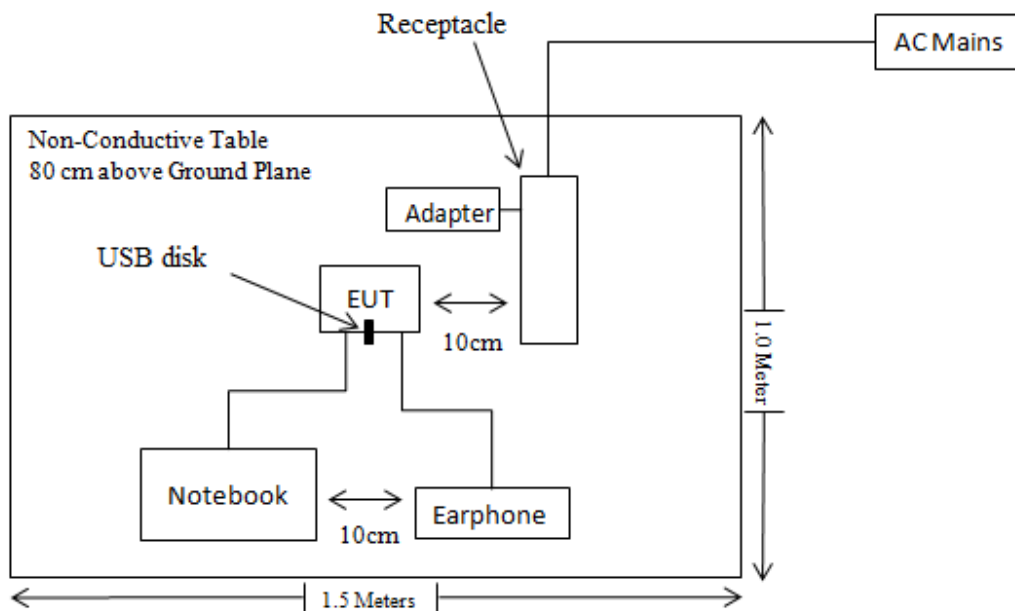 Receptacle
AC Mains
Non-Conductive Table
80 cm above Ground Plane
Adapter
USB disk
EUT
10cm
1.0 Meter
Notebook
Earphone
10cm
1.5 Meters